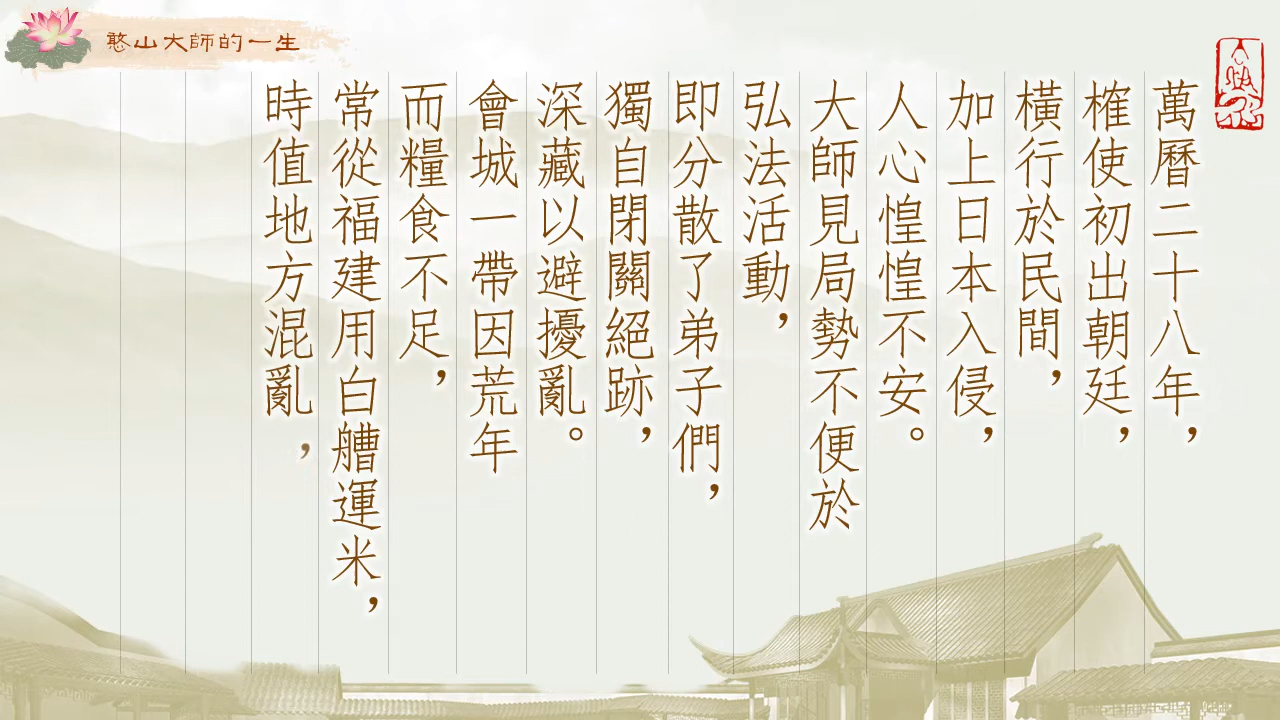 憨山大師的一生
萬曆二十八年，
榷使初出朝廷，
橫行於民間，
加上日本入侵，
人心惶惶不安。
大師見局勢不便於
弘法活動，
即分散了弟子們，
獨自閉關絕跡，
深藏以避擾亂。
會城一帶因荒年
而糧食不足，
常從福建用白艚運米，
時值地方混亂，